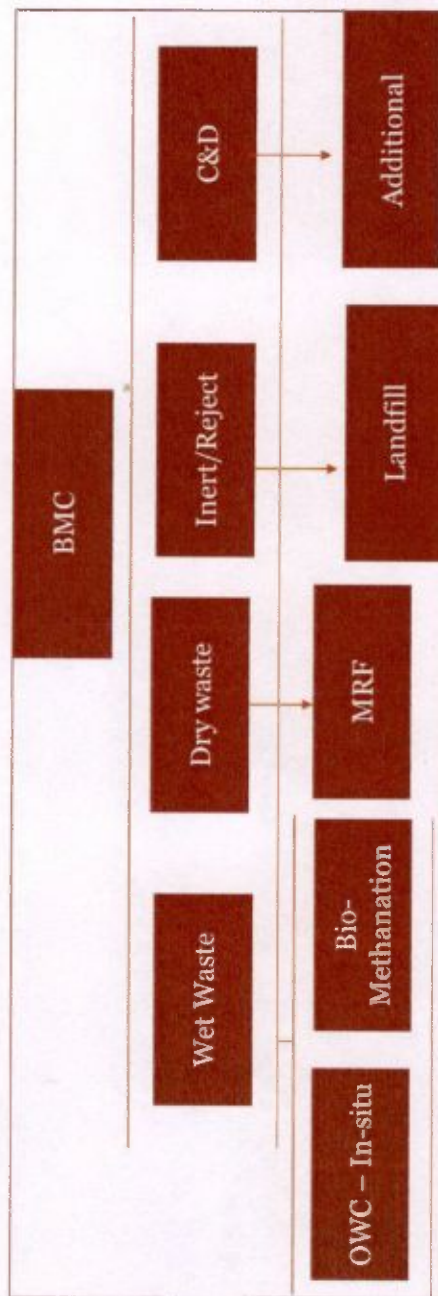 BMC
Wet Waste
Dry waste
Inert/Reject
C&D
OWC – In-situ
Bio-
Methanation
MRF
Landfill
Additional